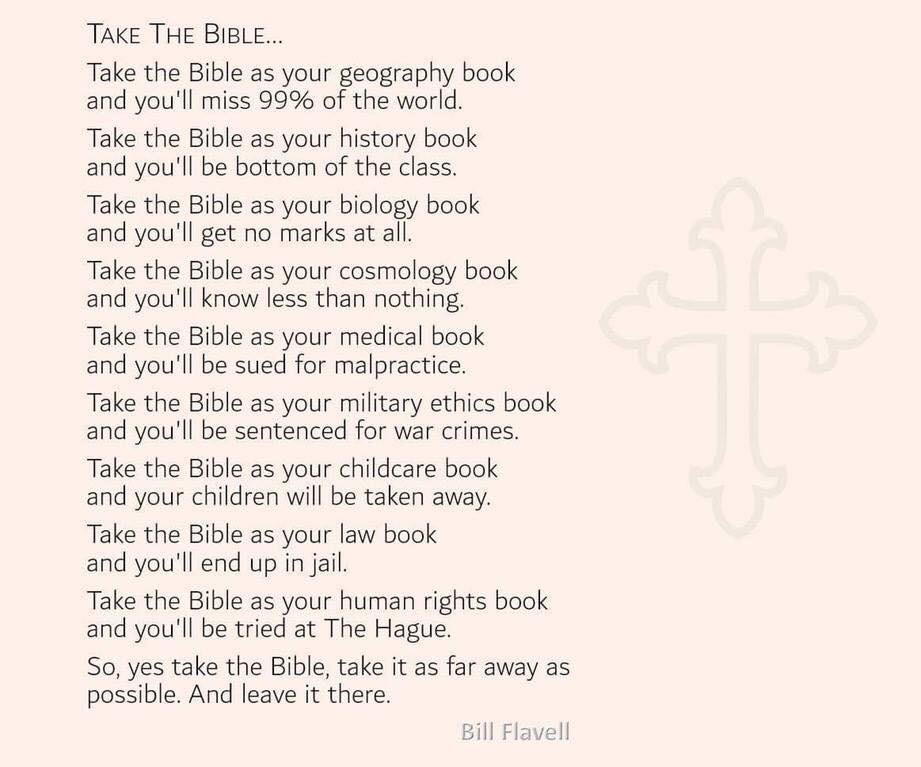 TAKE THE BIBLE...
Take the Bible as your geography book
and you'll miss 99% of the world.
Take the Bible as your history book
and you'll be bottom of the class.
Take the Bible as your biology book
and you'll get no marks at all.
Take the Bible as your cosmology book
and you'll know less than nothing.
Take the Bible as your medical book
and you'll be sued for malpractice.
Take the Bible as your military ethics book
and you'll be sentenced for war crimes.
Take the Bible as your childcare book
and your children will be taken away.
Take the Bible as your law book
and you'll end up in jail.
Take the Bible as your human rights book
and you'll be tried at The Hague.
So, yes take the Bible, take it as far away as
possible. And leave it there.
Bill Flavell